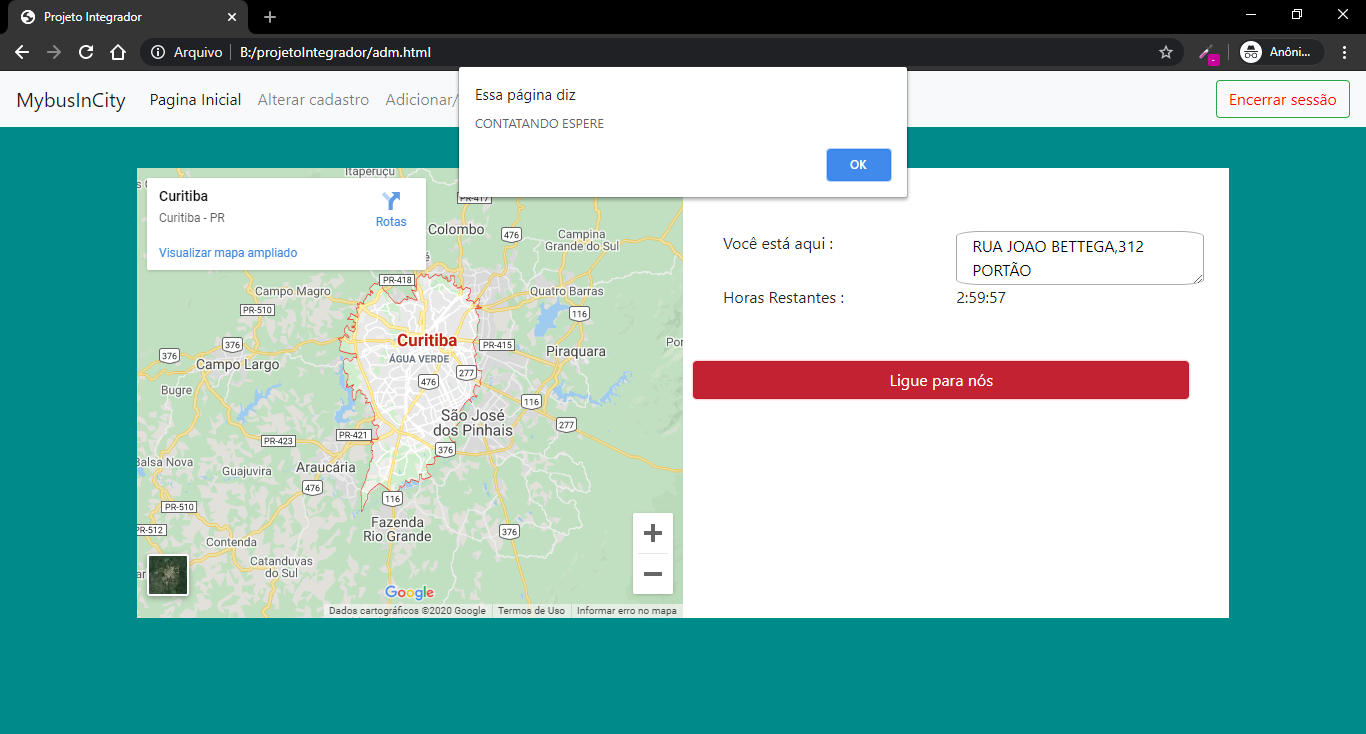 Projeto Integrador
Arquivo
B:/projetoIntegrador/adm.html
Anôni...
MybusInCity
Pagina Inicial
Alterar cadastro
Adicionar/
Encerrar sessão
Essa página diz
CONTATANDO ESPERE
OK
Curitiba
Curitiba - PR
Rotas
Visualizar mapa ampliado
Itaperuçu
PR-417
Colombo
476
Campina
Grande do Sul
PR-418
Campo Magro
Quatro Barras
PR-510
116
Curitiba
376
376
PR-415
ÁGUA VERDE
Piraquara
Campo Largo
277
476
Bugre
116
São José
dos Pinhais
277
PR-423
PR-421
376
Balsa Nova
Guajuvira
Araucária
476
116
PR-510
Fazenda
Rio Grande
376
PR-512
Contenda
Catanduvas
do Sul
Google
Dados cartográficos ©2020 Google
Termos de Uso
Informar erro no mapa
Você está aqui :
RUA JOAO BETTEGA,312
PORTÃO
Horas Restantes :
2:59:57
Ligue para nós